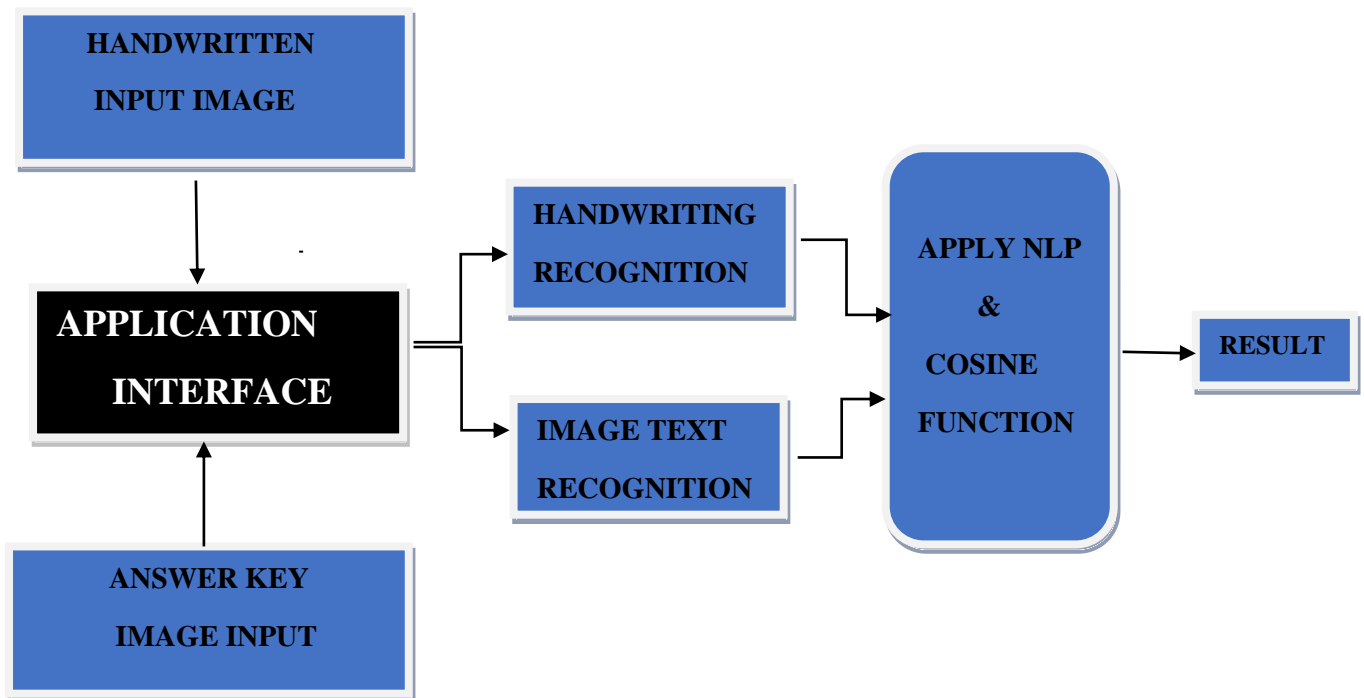 HANDWRITTEN
INPUT IMAGE
APPLICATION
INTERFACE
ANSWER KEY
IMAGE INPUT
HANDWRITING
RECOGNITION
IMAGE TEXT
RECOGNITION
APPLY NLP
&
COSINE
FUNCTION
RESULT